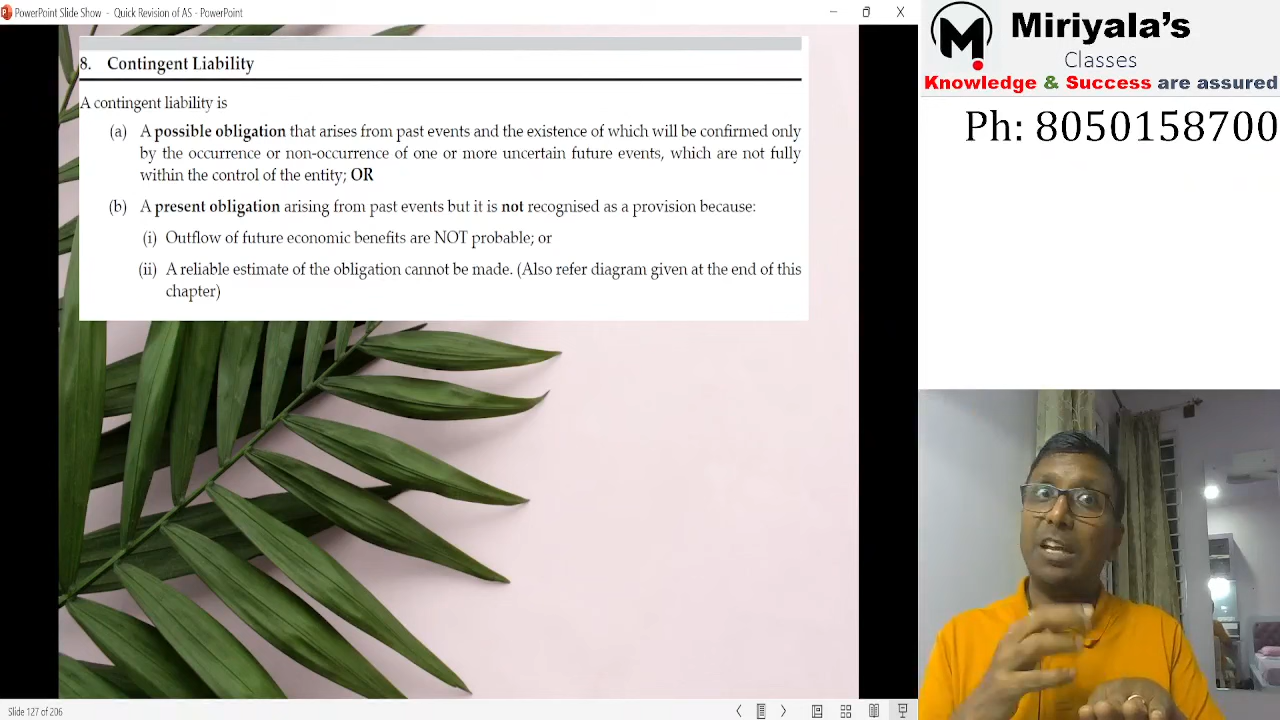 PowerPoint Slide Show - Quick Revision of AS - PowerPoint
8. Contingent Liability
A contingent liability is
(a) A possible obligation that arises from past events and the existence of which will be confirmed only
by the occurrence or non-occurrence of one or more uncertain future events, which are not fully
within the control of the entity; OR
(b) A present obligation arising from past events but it is not recognised as a provision because:
(i) Outflow of future economic benefits are NOT probable; or
(ii) A reliable estimate of the obligation cannot be made. (Also refer diagram given at the end of this
chapter)
Slide 127 of 206
M
Miriyala's
Classes
Knowledge & Success are assured
Ph: 8050158700